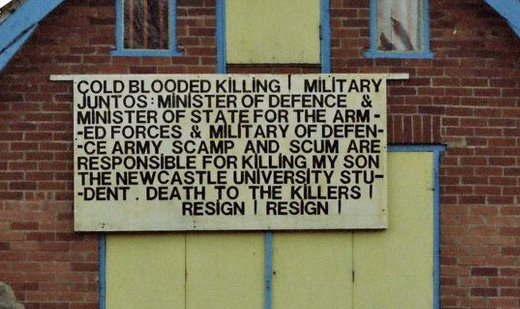 COLD BLOODED KILLING ! MILITARY
JUNTOS : MINISTER OF DEFENCE &
MINISTER OF STATE FOR THE ARM-
-ED FORCES & MILITARY OF DEFEN-
-CE ARMY SCAMP AND SCUM ARE
RESPONSIBLE FOR KILLING MY SON
THE NEWCASTLE UNIVERSITY STU-
-DENT . DEATH TO THE KILLERS !
RESIGN ! RESIGN !